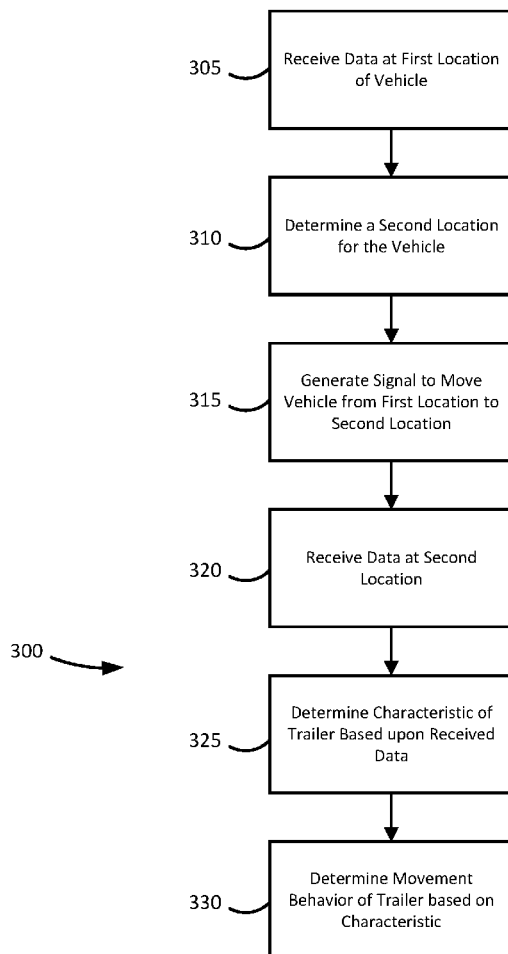 305
Receive Data at First Location
of Vehicle
310
Determine a Second Location
for the Vehicle
315
Generate Signal to Move
Vehicle from First Location to
Second Location
320
Receive Data at Second
Location
300
325
Determine Characteristic of
Trailer Based upon Received
Data
330
Determine Movement
Behavior of Trailer based on
Characteristic